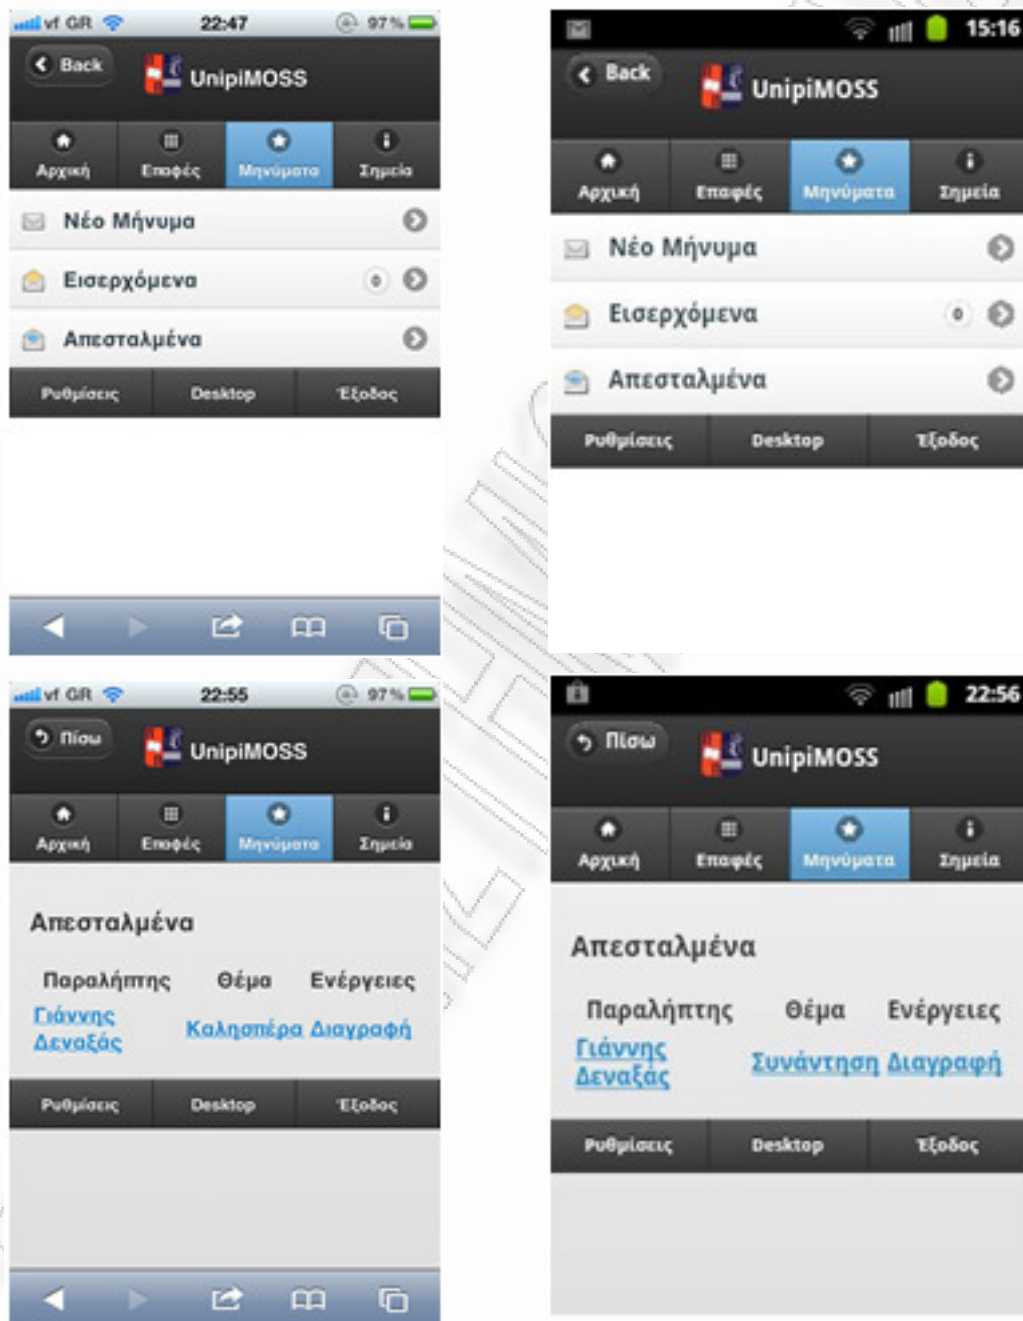 vf GR 22:47 97%
Back
UnipiMOSS
Αρχική Επαφές Μηνύματα Σημεία
Νέο Μήνυμα
Εισερχόμενα 0
Απεσταλμένα
Ρυθμίσεις Desktop Έξοδος
15:16
Back
UnipiMOSS
Αρχική Επαφές Μηνύματα Σημεία
Νέο Μήνυμα
Εισερχόμενα 0
Απεσταλμένα
Ρυθμίσεις Desktop Έξοδος
vf GR 22:55 97%
Πίσω
UnipiMOSS
Αρχική Επαφές Μηνύματα Σημεία
Απεσταλμένα
Παραλήπτης Θέμα Ενέργειες
Γιάννης
Δεναξάς Καλησπέρα Διαγραφή
Ρυθμίσεις Desktop Έξοδος
22:56
Πίσω
UnipiMOSS
Αρχική Επαφές Μηνύματα Σημεία
Απεσταλμένα
Παραλήπτης Θέμα Ενέργειες
Γιάννης
Δεναξάς Συνάντηση Διαγραφή
Ρυθμίσεις Desktop Έξοδος